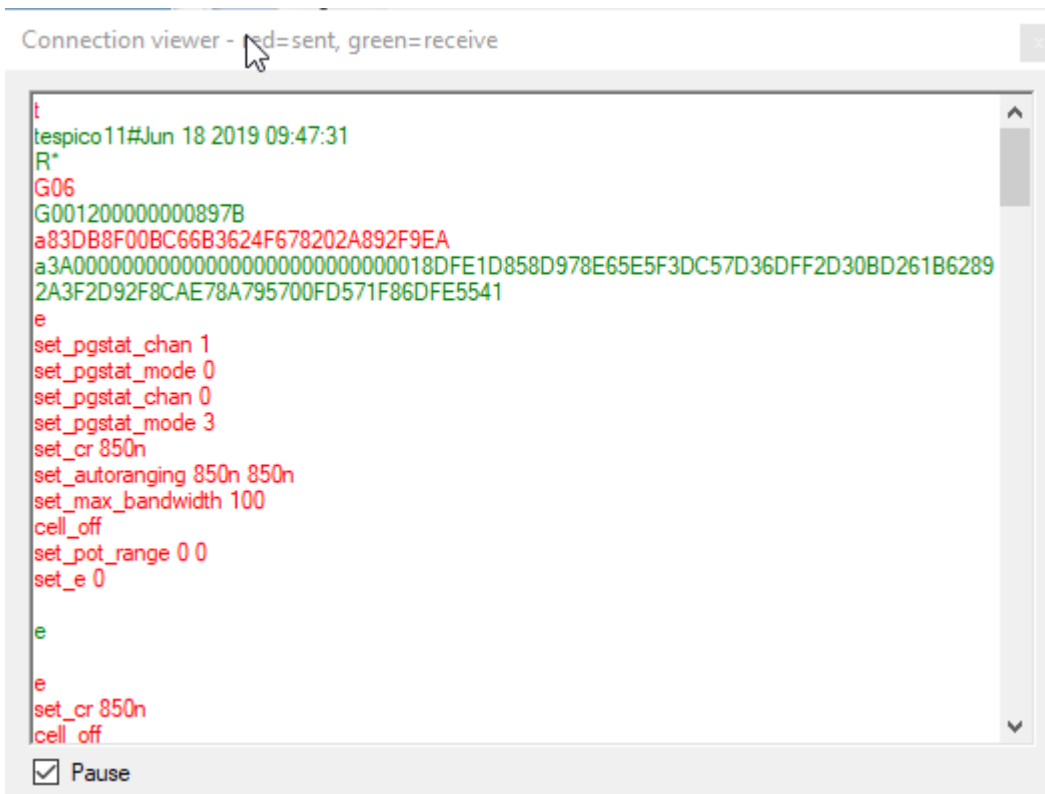 Connection viewer - red=sent, green=receive
t
tespico11#Jun 18 2019 09:47:31
R*
G06
G001200000000897B
a83DB8F00BC66B3624F678202A892F9EA
a3A000000000000000000000000000018DFE1D858D978E65E5F3DC57D36DFF2D30BD261B6289
2A3F2D92F8CAE78A795700FD571F86DFE5541
e
set_pgstat_chan 1
set_pgstat_mode 0
set_pgstat_chan 0
set_pgstat_mode 3
set_cr 850n
set_autoranging 850n 850n
set_max_bandwidth 100
cell_off
set_pot_range 0 0
set_e 0
e
e
set_cr 850n
cell_off
Pause